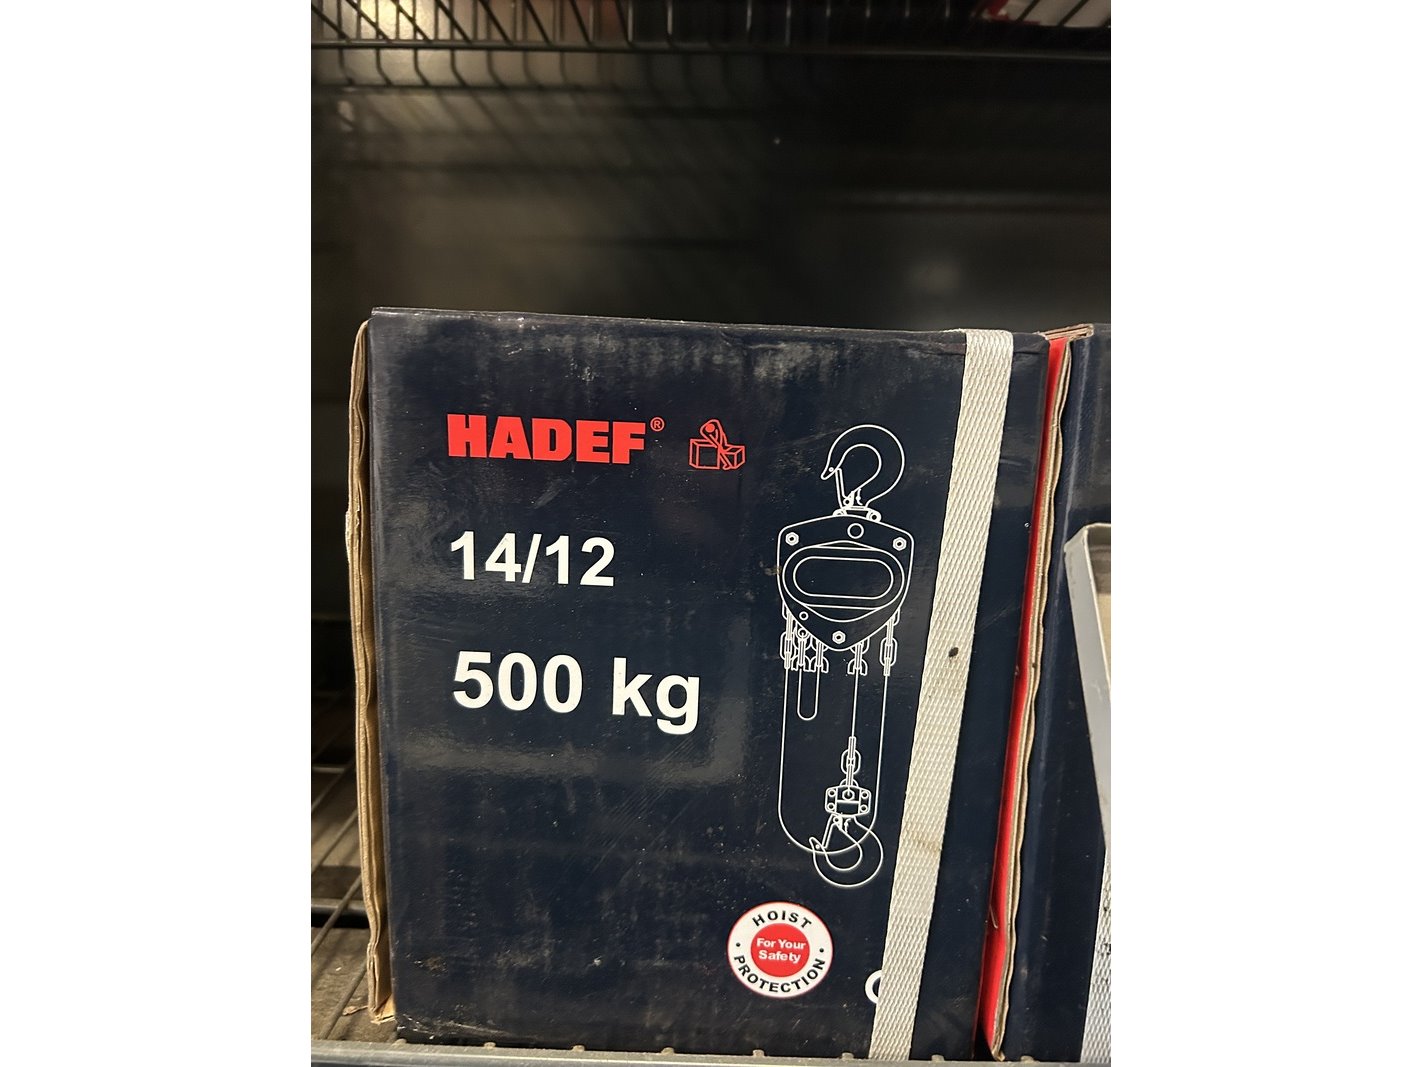 HADEF®
14/12
500 kg
HOIST
For Your
Safety
PROTECTION